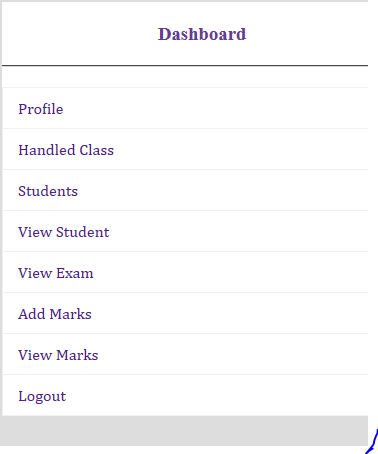 Dashboard
Profile
Handled Class
Students
View Student
View Exam
Add Marks
View Marks
Logout